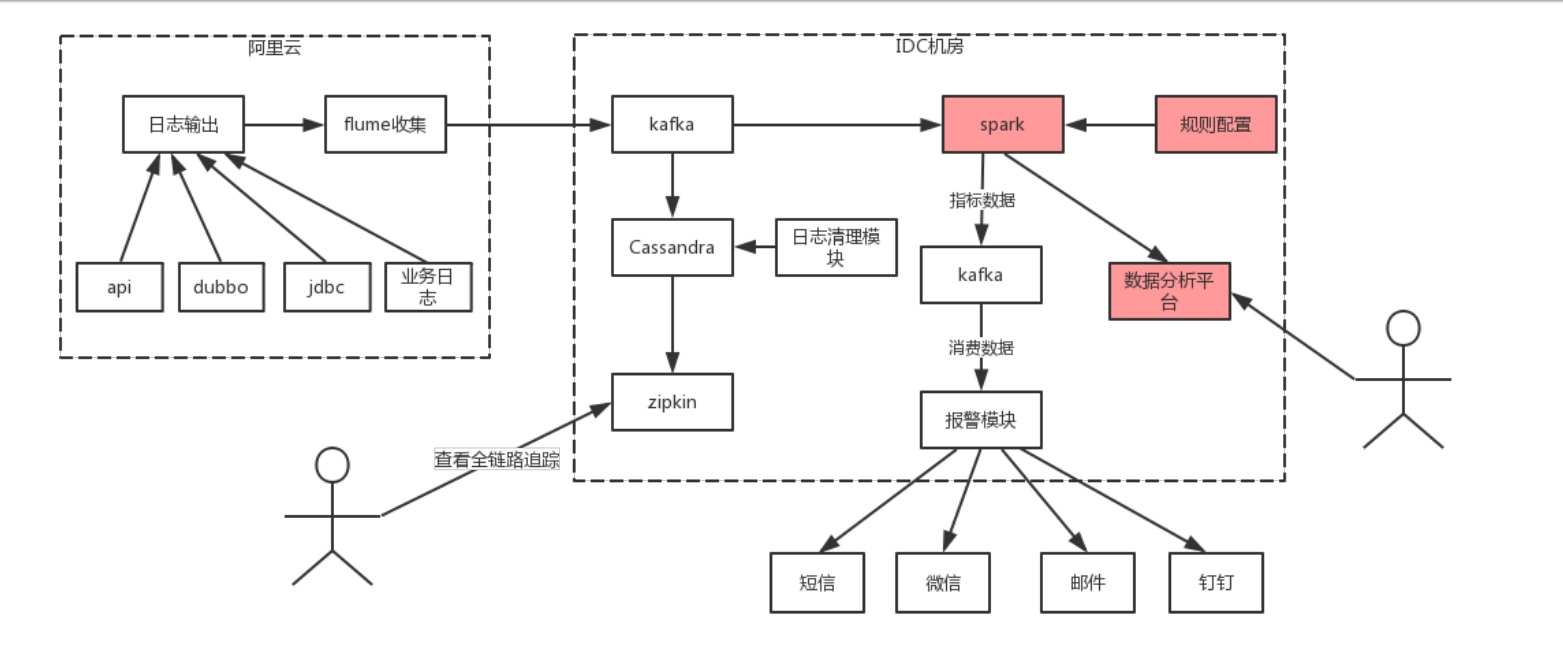 阿里云
IDC机房
日志输出
flume收集
kafka
spark
规则配置
指标数据
Cassandra
日志清理模
块
api
dubbo
jdbc
业务日
志
kafka
数据分析平
台
消费数据
zipkin
报警模块
查看全链路追踪
短信
微信
邮件
钉钉